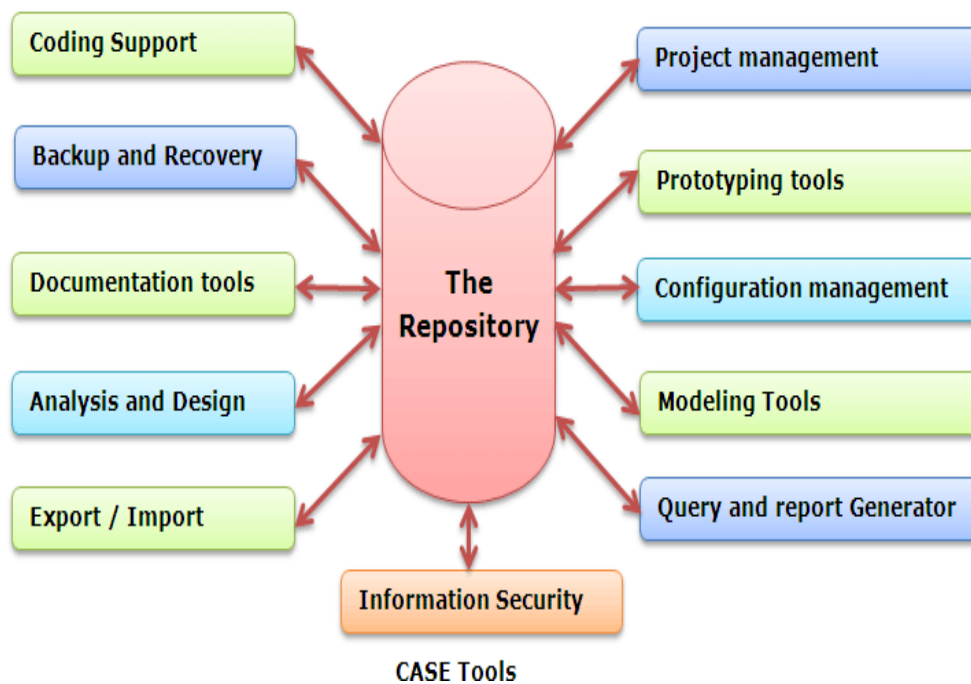 Coding Support
Project management
Backup and Recovery
Prototyping tools
Documentation tools
The
Repository
Configuration management
Analysis and Design
Modeling Tools
Export / Import
Query and report Generator
Information Security
CASE Tools